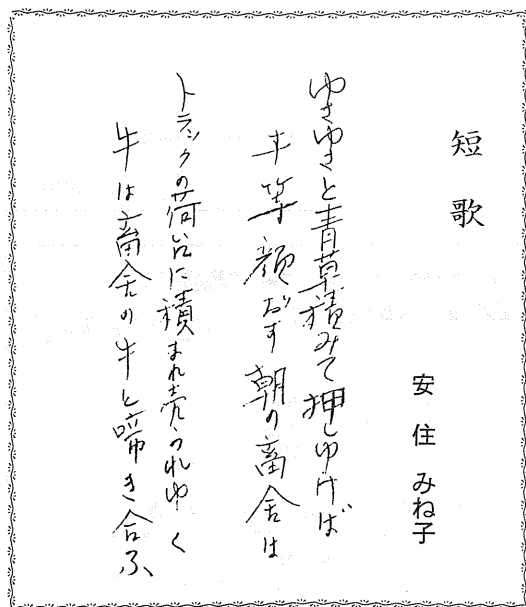 短歌
安住 みね子
ゆさゆさと青草積みて押しゆけば
牛等顔おす朝の畜舎は
トラックの荷台に積まれ売られゆく
牛は畜舎の牛と啼き合ふ